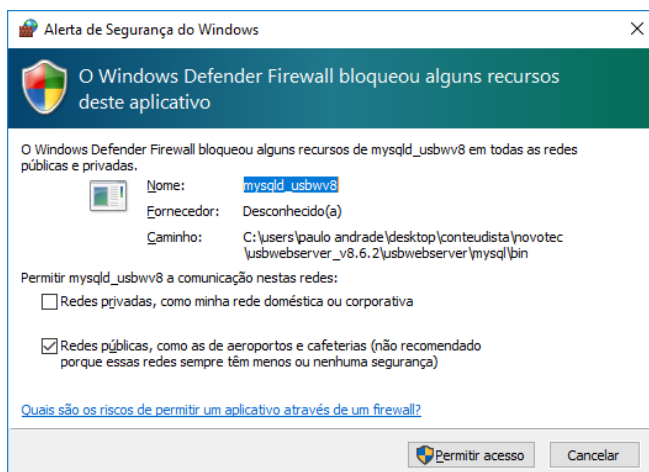 Alerta de Segurança do Windows
O Windows Defender Firewall bloqueou alguns recursos
deste aplicativo
O Windows Defender Firewall bloqueou alguns recursos de mysqld_usbwv8 em todas as redes
públicas e privadas.
Nome: mysqld_usbwv8
Fornecedor: Desconhecido(a)
Caminho: C:\users\paulo andrade\desktop\conteudista\novotec
\usbwebserver_v8.6.2\usbwebserver\mysql\bin
Permitir mysqld_usbwv8 a comunicação nestas redes:
Redes privadas, como minha rede doméstica ou corporativa
Redes públicas, como as de aeroportos e cafeterias (não recomendado
porque essas redes sempre têm menos ou nenhuma segurança)
Quais são os riscos de permitir um aplicativo através de um firewall?
Permitir acesso Cancelar